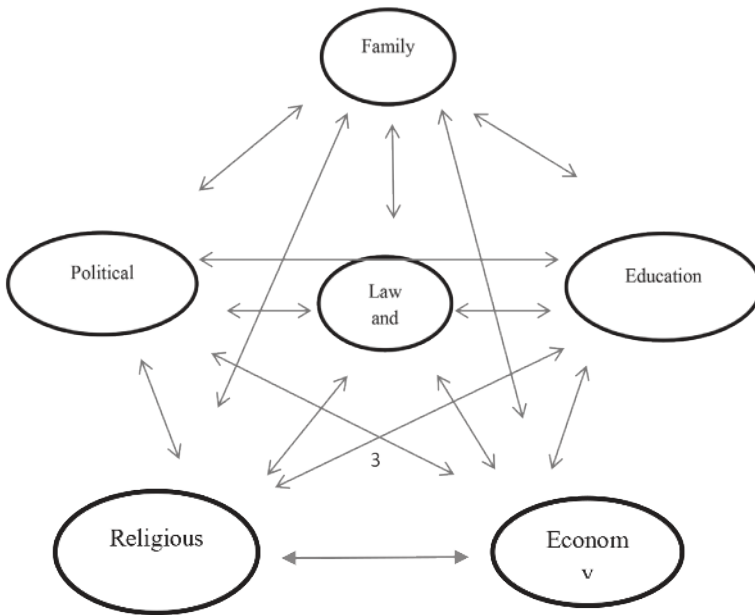 Family
Political
Law
and
Education
3
Religious
Econom
y